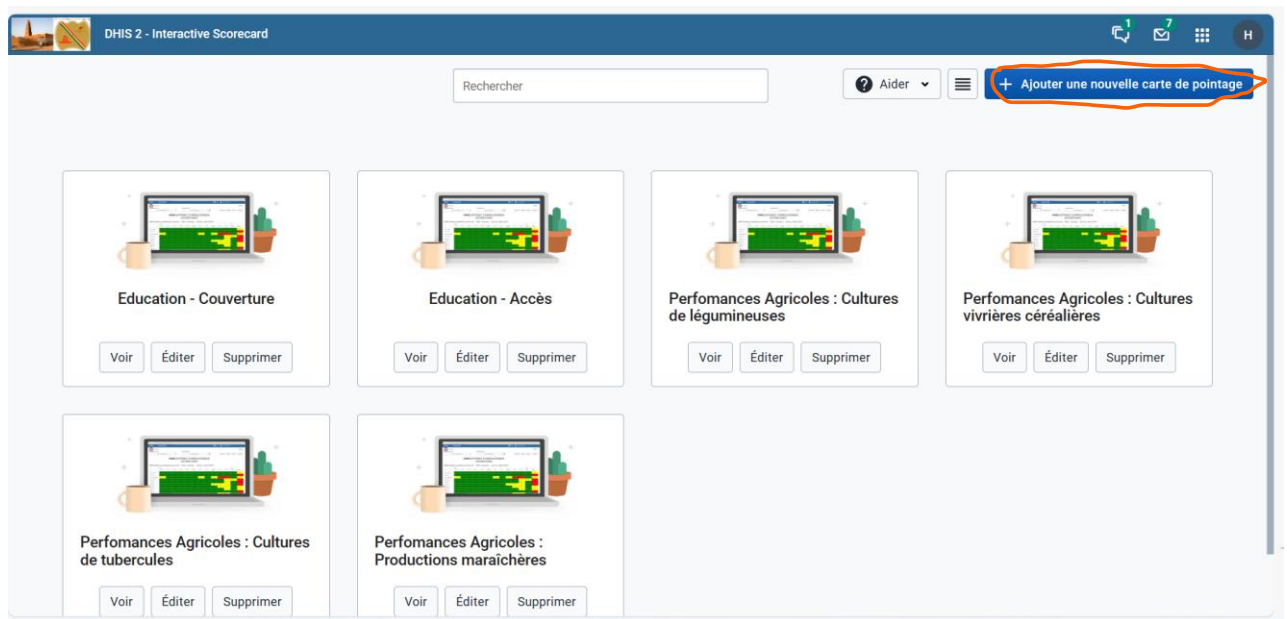 DHIS 2 - Interactive Scorecard
1
7
H
Rechercher
Aider
+ Ajouter une nouvelle carte de pointage
Education - Couverture
Voir Éditer Supprimer
Education - Accès
Voir Éditer Supprimer
Perfomances Agricoles : Cultures
de légumineuses
Voir Éditer Supprimer
Perfomances Agricoles : Cultures
vivrières céréalières
Voir Éditer Supprimer
Perfomances Agricoles : Cultures
de tubercules
Voir Éditer Supprimer
Perfomances Agricoles :
Productions maraîchères
Voir Éditer Supprimer